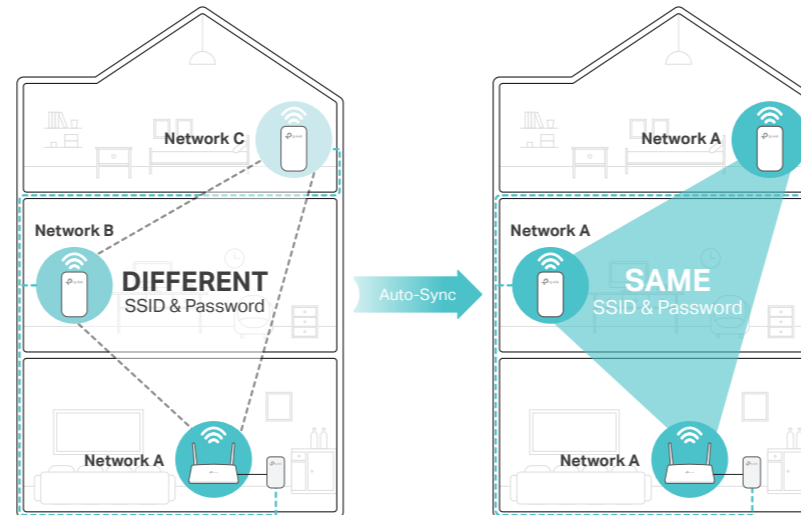 Network C
Network B
DIFFERENT
SSID & Password
Network A
Auto-Sync
Network A
Network A
SAME
SSID & Password
Network A